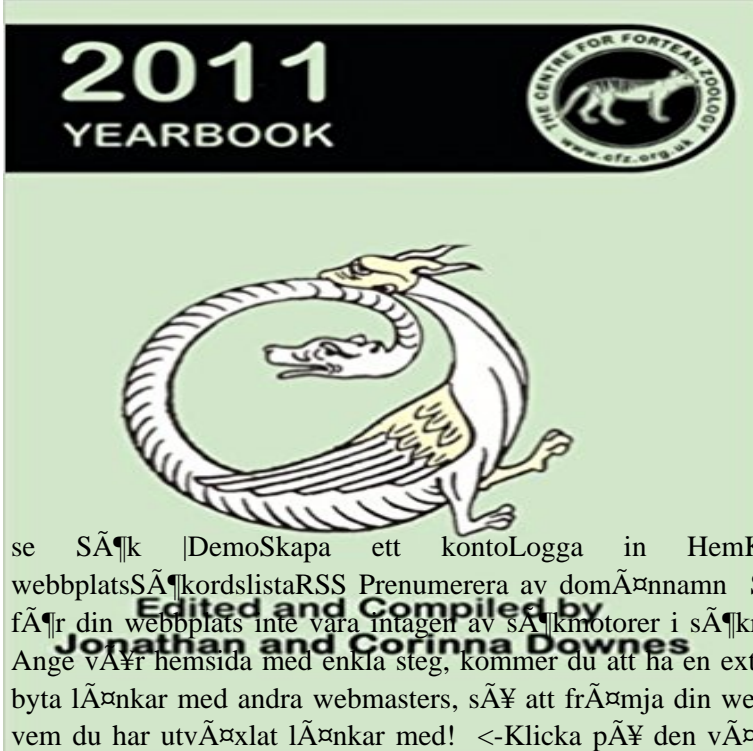 2011
YEARBOOK
THE CENTRE FOR FORTEAN ZOOLOGY
www.cfz.org.uk
se SÃ¶k |DemoSkapa ett kontoLogga in
webbplatsSÃ¶kordslistaRSS Prenumerera av domÃ¤nnamn
fÃ¶r din webbplats inte vara intagen av
Edited and Compiled by
Jonathan and Corinna Downes
Ange vÃ¥r hemsida med enkla steg, kommer du att ha en
byta lÃ¤nkar med andra webmasters, sÃ¥ att frÃ¤mja din
vem du har utvÃ¤xlat lÃ¤nkar med! <-Klicka pÃ¥ den